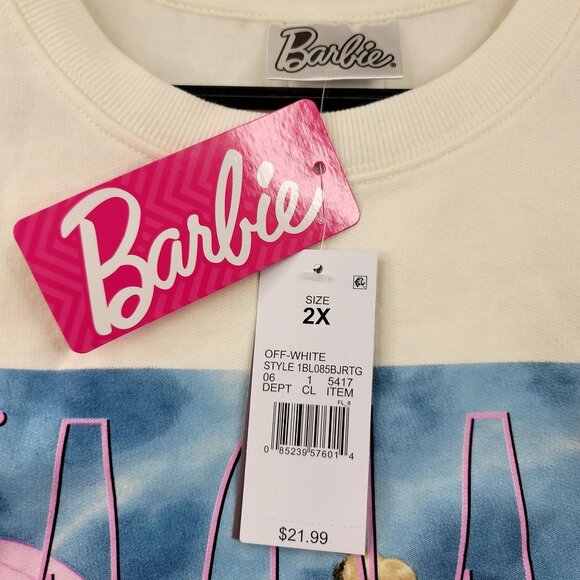 Barbie
Barbie
SIZE
2X
OFF-WHITE
STYLE 1BL085BJRTG
06 1 5417
DEPT CL ITEM
FL_8
0 85239 57601 4
$21.99